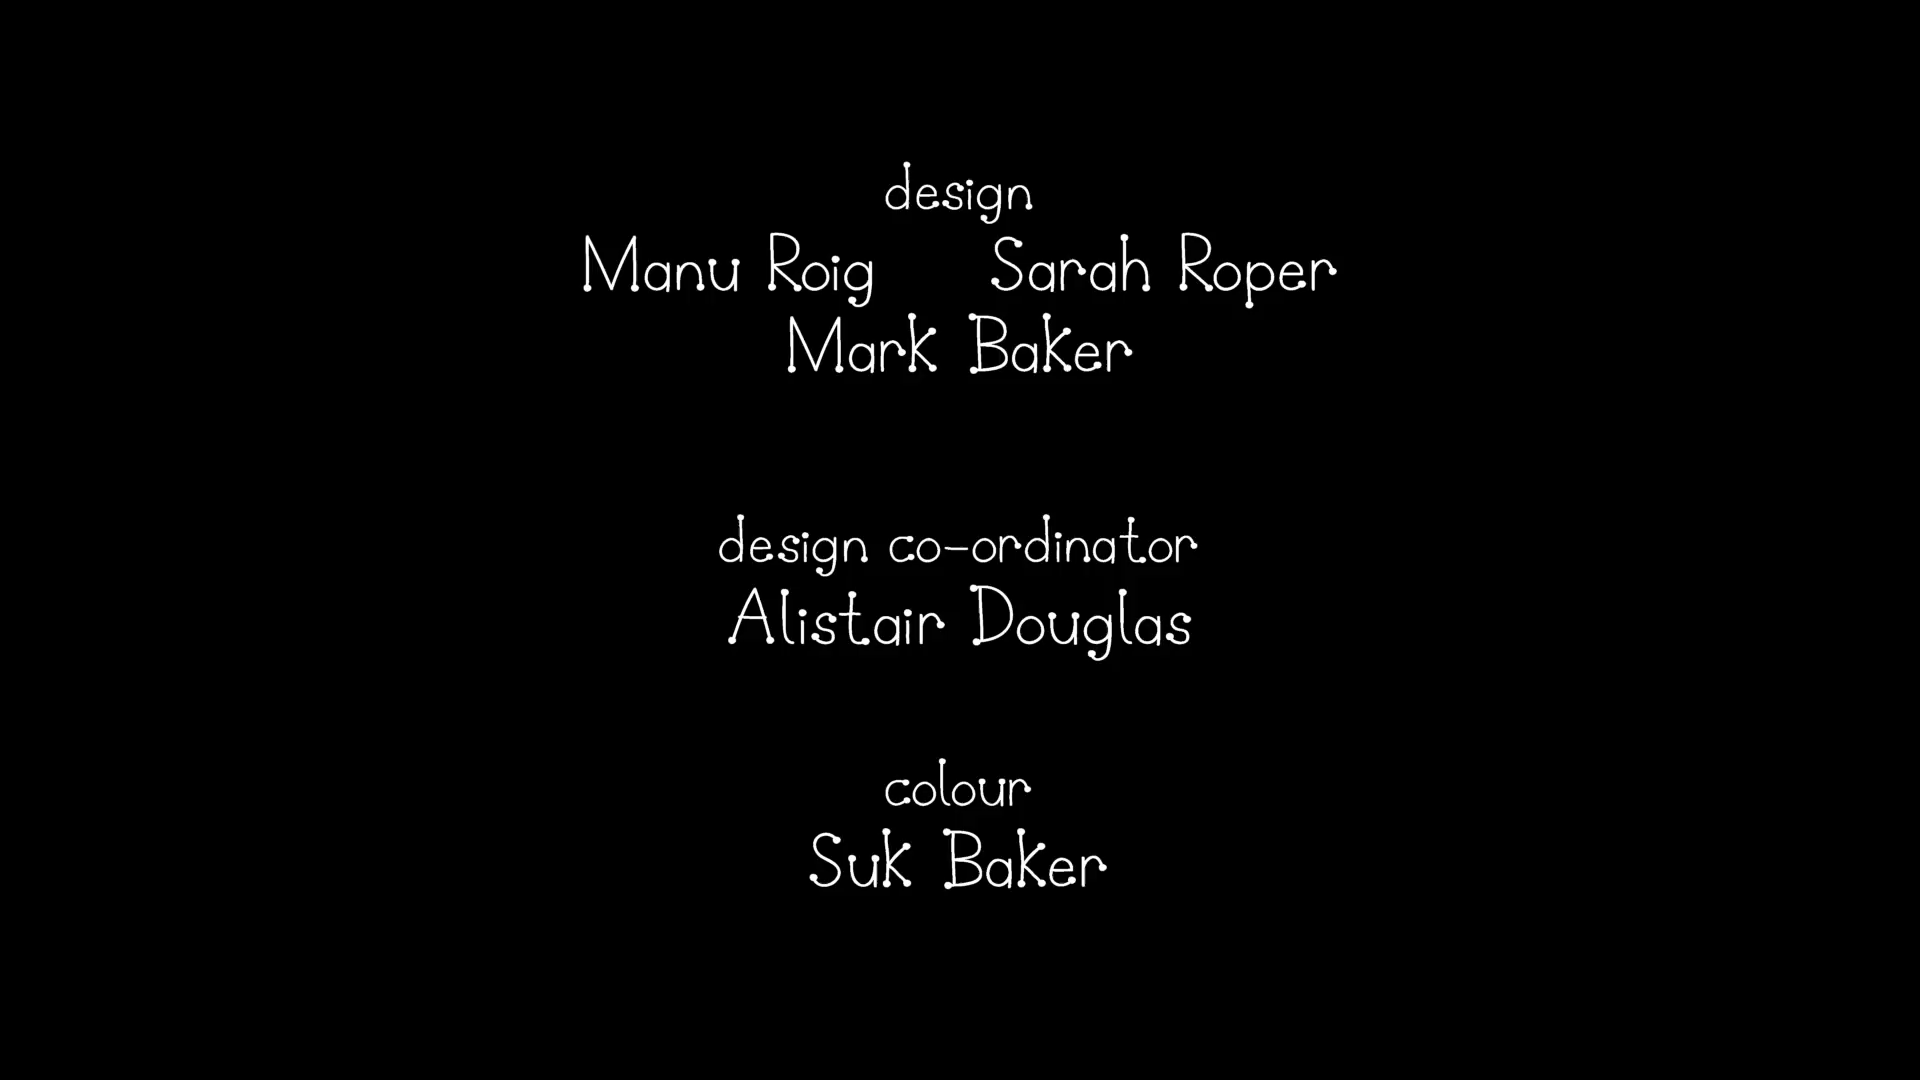 design
Manu Roig Sarah Roper
Mark Baker
design co-ordinator
Alistair Douglas
colour
Suk Baker